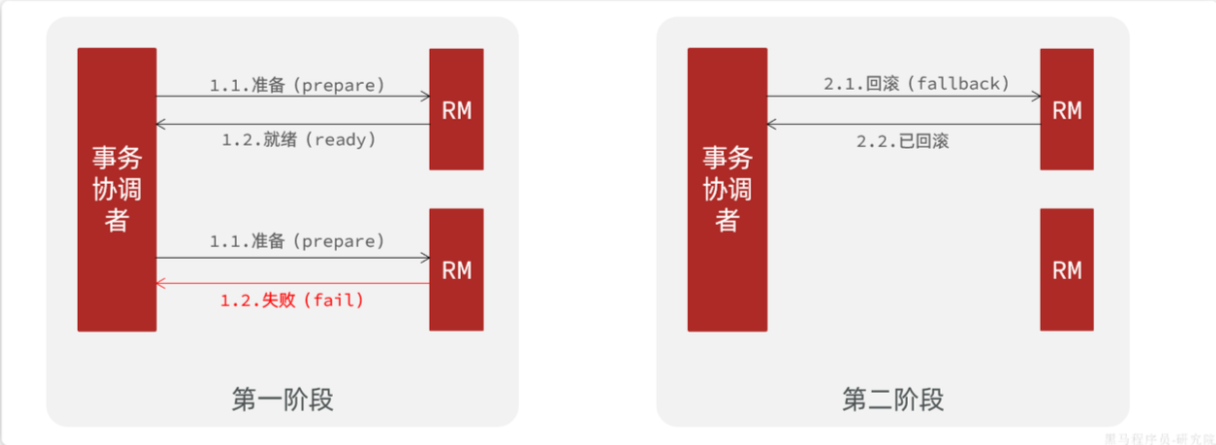 1.1.准备（prepare）
RM
1.2.就绪（ready）
事务
协调
者
1.1.准备（prepare）
RM
1.2.失败（fail）
第一阶段
2.1.回滚（fallback）
RM
2.2.已回滚
事务
协调
者
RM
第二阶段
黑马程序员-研究院